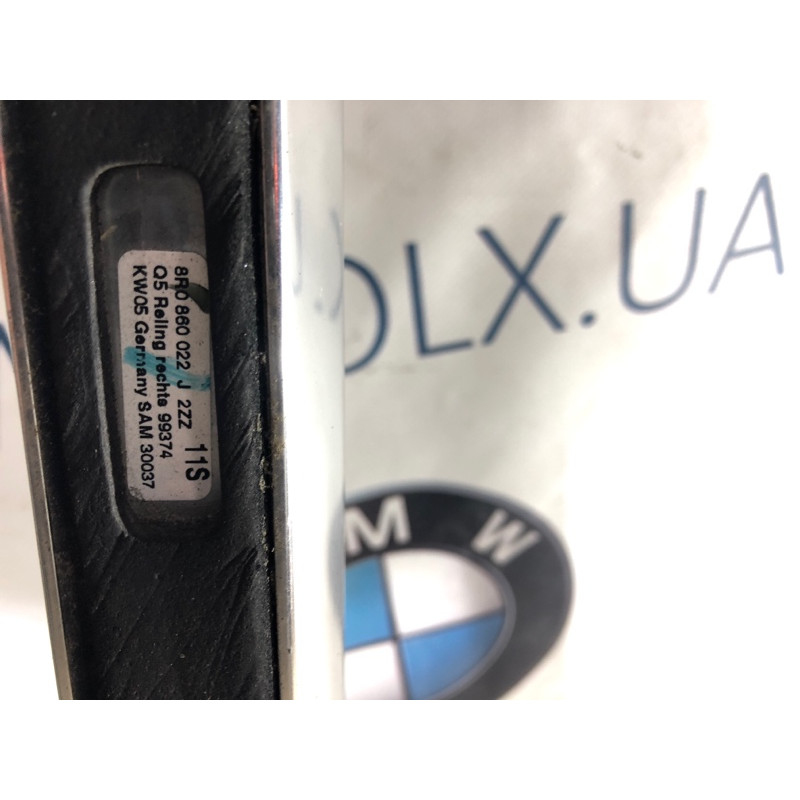 8R0 860 022 J 2ZZ
Q5 Reling rechts 99374 11S
KW05 Germany SAM 30037
OLX.UA
M W